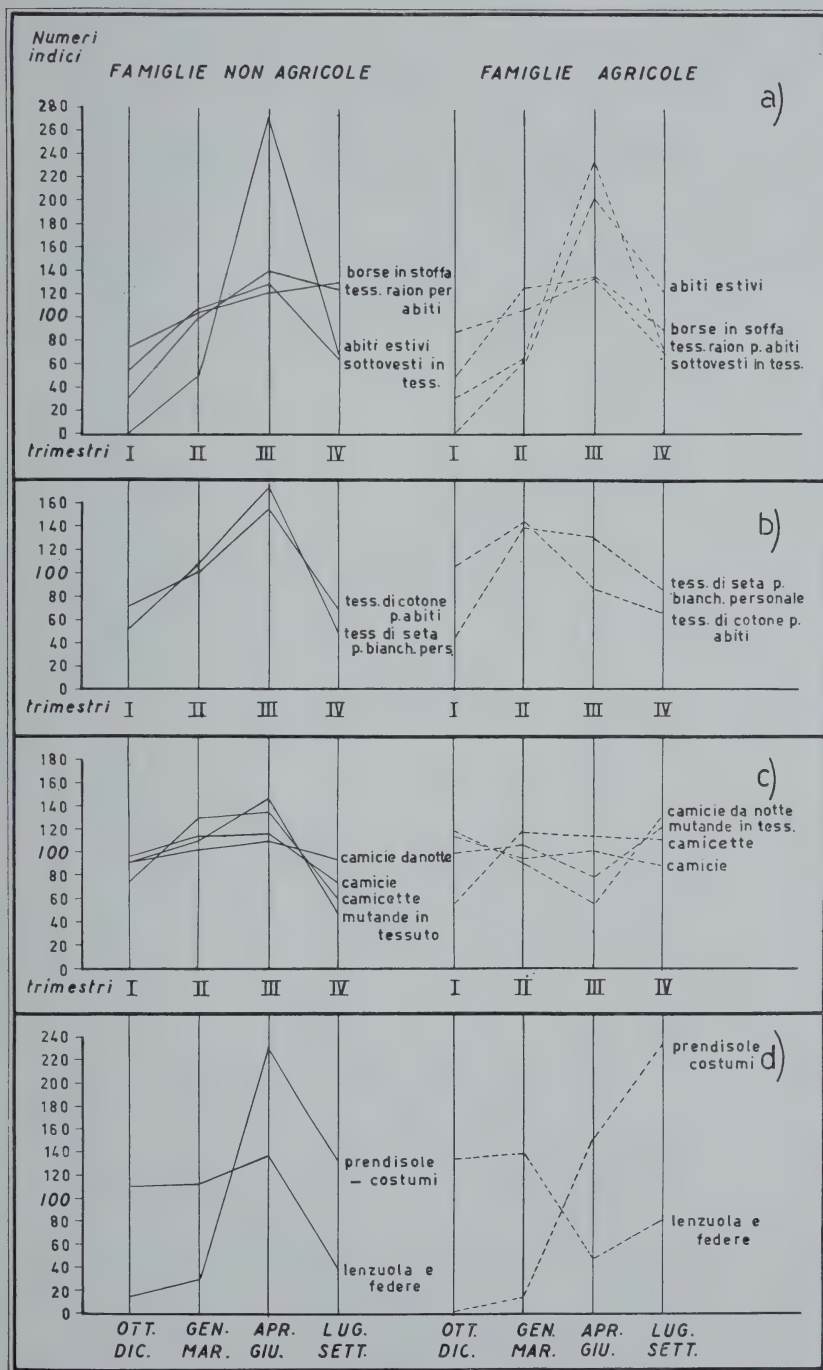 Numeri
indici
FAMIGLIE NON AGRICOLE
FAMIGLIE AGRICOLE
a)
280
260
240
220
200
180
160
140
120
100
80
60
40
20
0
borse in stoffa
tess. raion per
abiti
abiti estivi
sottovesti in
tess.
abiti estivi
borse in soffa
tess. raion p. abiti
sottovesti in tess.
trimestri I II III IV I II III IV
b)
160
140
120
100
80
60
40
20
0
tess. di cotone
p. abiti
tess di seta
p. bianch. pers
tess. di seta p.
bianch. personale
tess. di cotone p.
abiti
trimestri I II III IV I II III IV
c)
180
160
140
120
100
80
60
40
20
0
camicie da notte
camicie
camicette
mutande in
tessuto
camicie da notte
mutande in tess.
camicette
camicie
trimestri I II III IV I II III IV
d)
240
220
200
180
160
140
120
100
80
60
40
20
0
prendisole
– costumi
lenzuola e
federe
prendisole
costumi
lenzuola e
federe
OTT. GEN. APR. LUG. OTT. GEN. APR. LUG.
DIC. MAR. GIU. SETT. DIC. MAR. GIU. SETT.